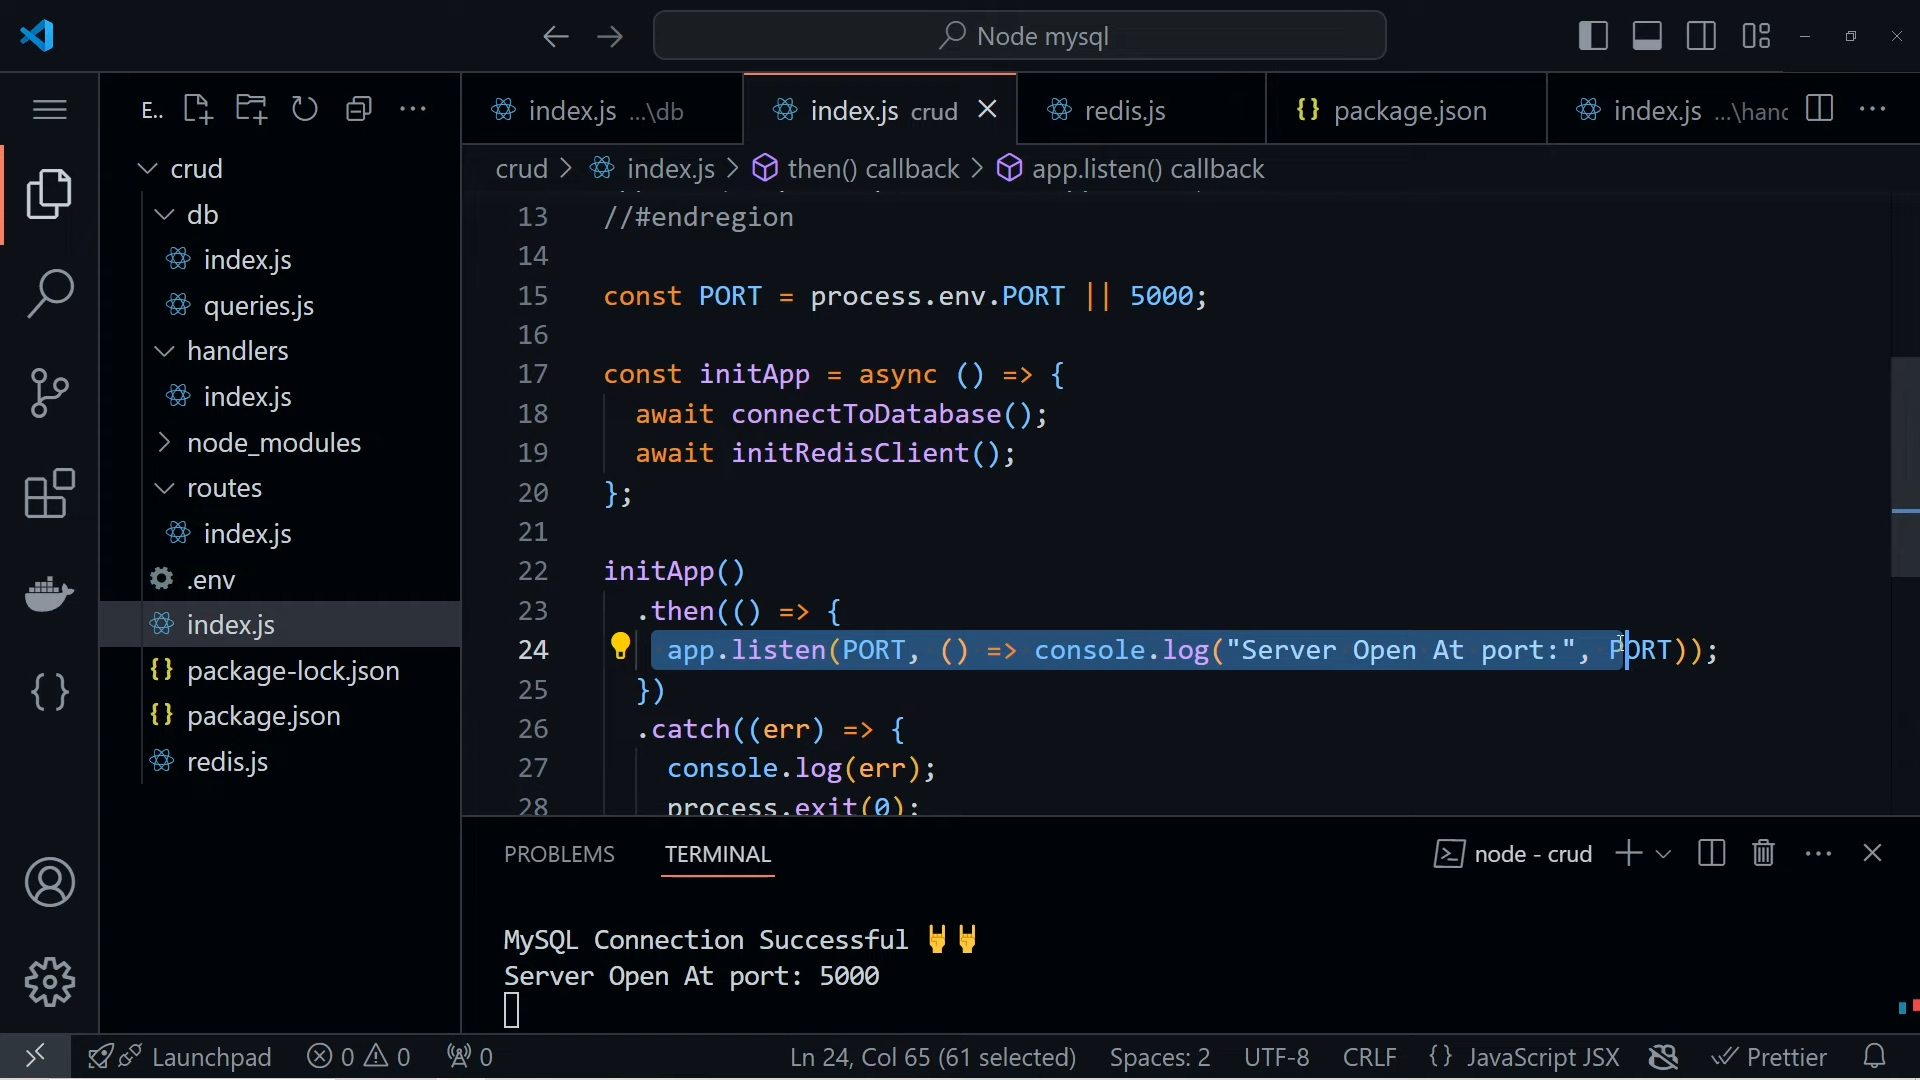 Node mysql
E..
index.js ...\db
index.js crud
redis.js
package.json
index.js ...\hand
crud > index.js > then() callback > app.listen() callback
crud
db
index.js
queries.js
handlers
index.js
node_modules
routes
index.js
.env
index.js
package-lock.json
package.json
redis.js
13 //#endregion
14
15 const PORT = process.env.PORT || 5000;
16
17 const initApp = async () => {
18 await connectToDatabase();
19 await initRedisClient();
20 };
21
22 initApp()
23 .then(() => {
24 app.listen(PORT, () => console.log("Server Open At port:", PORT));
25 })
26 .catch((err) => {
27 console.log(err);
28 process.exit(0);
PROBLEMS
TERMINAL
node - crud
MySQL Connection Successful 🤘🤘
Server Open At port: 5000
Launchpad
0
0
0
Ln 24, Col 65 (61 selected)
Spaces: 2
UTF-8
CRLF
{} JavaScript JSX
Prettier